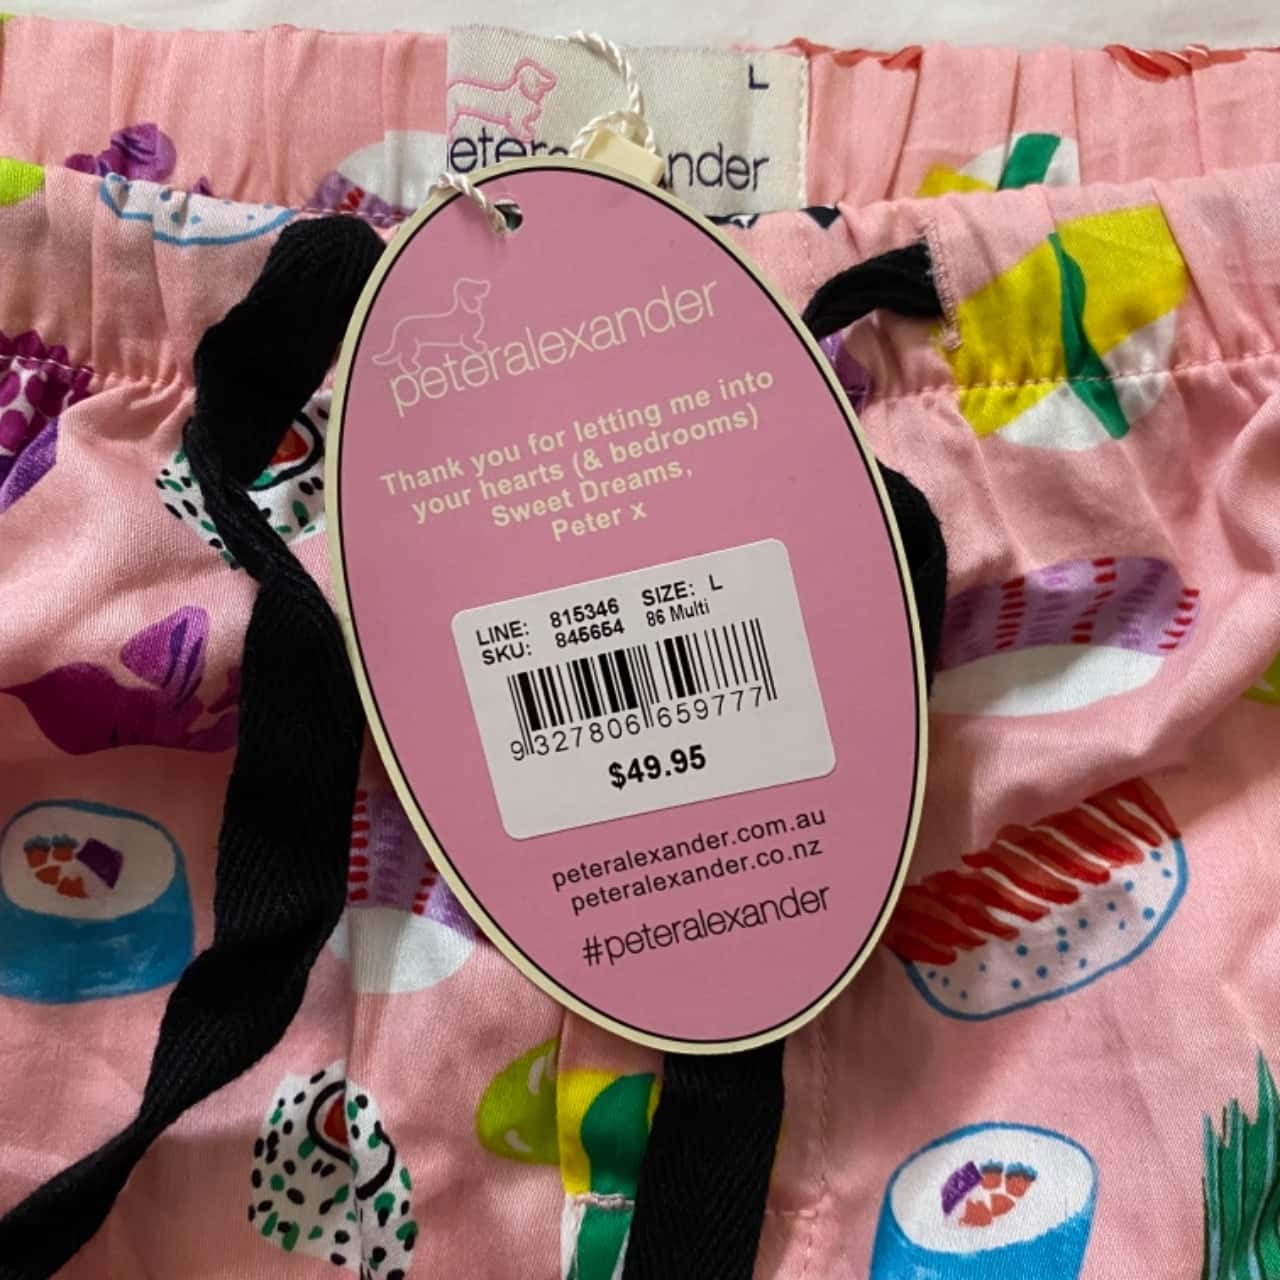 L
peteralexander
Thank you for letting me into
your hearts (& bedrooms)
Sweet Dreams,
Peter x
LINE: 815346 SIZE: L
SKU: 845654 86 Multi
9 327806 659777
$49.95
peteralexander.com.au
peteralexander.co.nz
#peteralexander